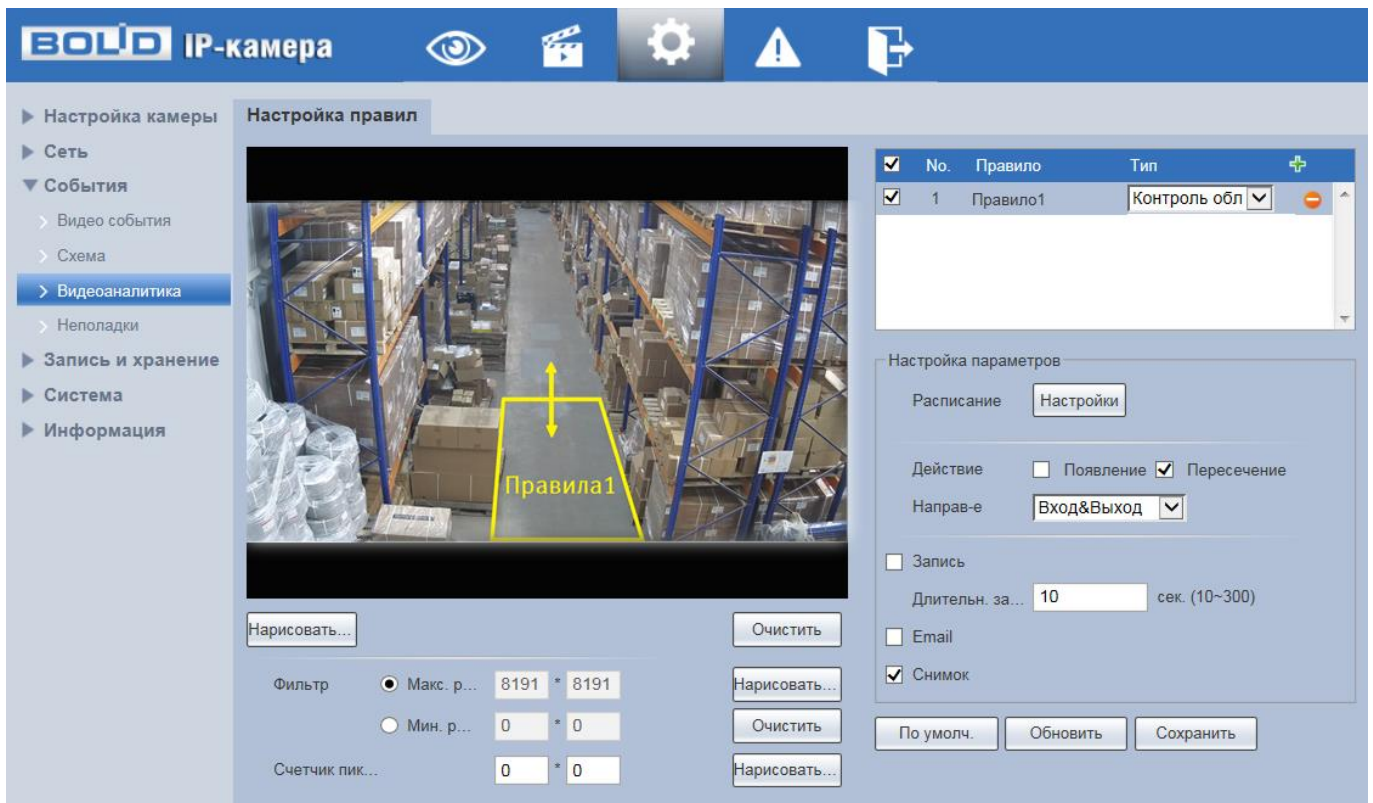 BOLID IP-камера
Настройка камеры
Сеть
События
Видео события
Схема
Видеоаналитика
Неполадки
Запись и хранение
Система
Информация
Настройка правил
Правила1
Нарисовать...
Очистить
Фильтр Макс. р... 8191 * 8191 Нарисовать...
Мин. р... 0 * 0 Очистить
Счетчик пик... 0 * 0 Нарисовать...
No. Правило Тип
1 Правило1 Контроль обл
Настройка параметров
Расписание Настройки
Действие Появление Пересечение
Направ-е Вход&Выход
Запись
Длительн. за... 10 сек. (10~300)
Email
Снимок
По умолч. Обновить Сохранить